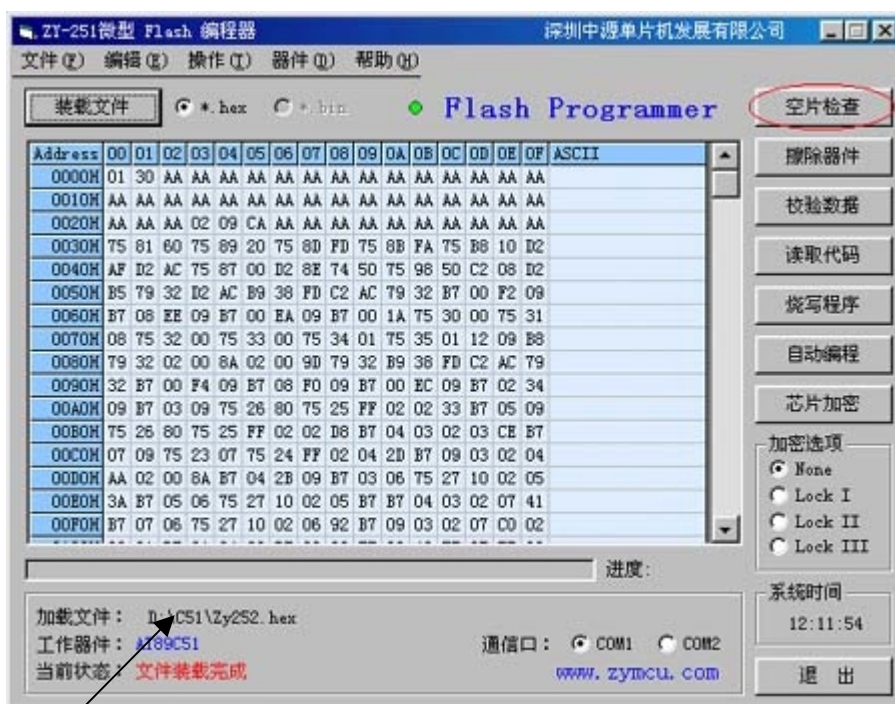 ZY-251微型 Flash 编程器 深圳中源单片机发展有限公司
文件(F) 编辑(E) 操作(T) 器件(D) 帮助(H)
装载文件 *.hex *.bin Flash Programmer 空片检查
擦除器件
校验数据
读取代码
烧写程序
自动编程
芯片加密
Address 00 01 02 03 04 05 06 07 08 09 0A 0B 0C 0D 0E 0F ASCII
0000H 01 30 AA AA AA AA AA AA AA AA AA AA AA AA AA AA
0010H AA AA AA AA AA AA AA AA AA AA AA AA AA AA AA AA
0020H AA AA AA 02 09 CA AA AA AA AA AA AA AA AA AA AA
0030H 75 81 60 75 89 20 75 8D FD 75 8B FA 75 B8 10 D2
0040H AF D2 AC 75 87 00 D2 8E 74 50 75 98 50 C2 08 D2
0050H B5 79 32 D2 AC B9 38 FD C2 AC 79 32 B7 00 F2 09
0060H B7 08 EE 09 B7 00 EA 09 B7 00 1A 75 30 00 75 31
0070H 08 75 32 00 75 33 00 75 34 01 75 35 01 12 09 B8
0080H 79 32 02 00 8A 02 00 9D 79 32 B9 38 FD C2 AC 79
0090H 32 B7 00 F4 09 B7 08 F0 09 B7 00 EC 09 B7 02 34
00A0H 09 B7 03 09 75 26 80 75 25 FF 02 02 33 B7 05 09
00B0H 75 26 80 75 25 FF 02 02 D8 B7 04 03 02 03 CE B7
00C0H 07 09 75 23 07 75 24 FF 02 04 2D B7 09 03 02 04
00D0H AA 02 00 8A B7 04 2B 09 B7 03 06 75 27 10 02 05
00E0H 3A B7 05 06 75 27 10 02 05 B7 B7 04 03 02 07 41
00F0H B7 07 06 75 27 10 02 06 92 B7 09 03 02 07 C0 02
加密选项
None
Lock I
Lock II
Lock III
进度:
系统时间
12:11:54
加载文件： D:\C51\Zy252.hex
工作器件： AT89C51 通信口： COM1 COM2
当前状态： 文件装载完成 www.zymcu.com
退 出